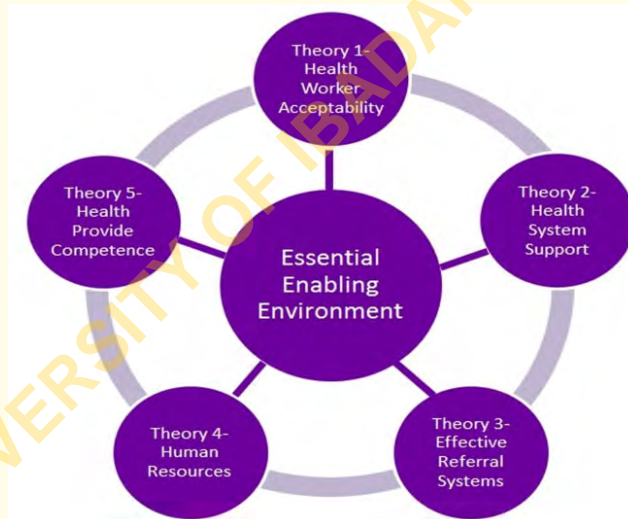 Theory 1-
Health
Worker
Acceptability
Theory 2-
Health
System
Support
Theory 3-
Effective
Referral
Systems
Theory 4-
Human
Resources
Theory 5-
Health
Provide
Competence
Essential
Enabling
Environment
VERSITY OF IBADAN